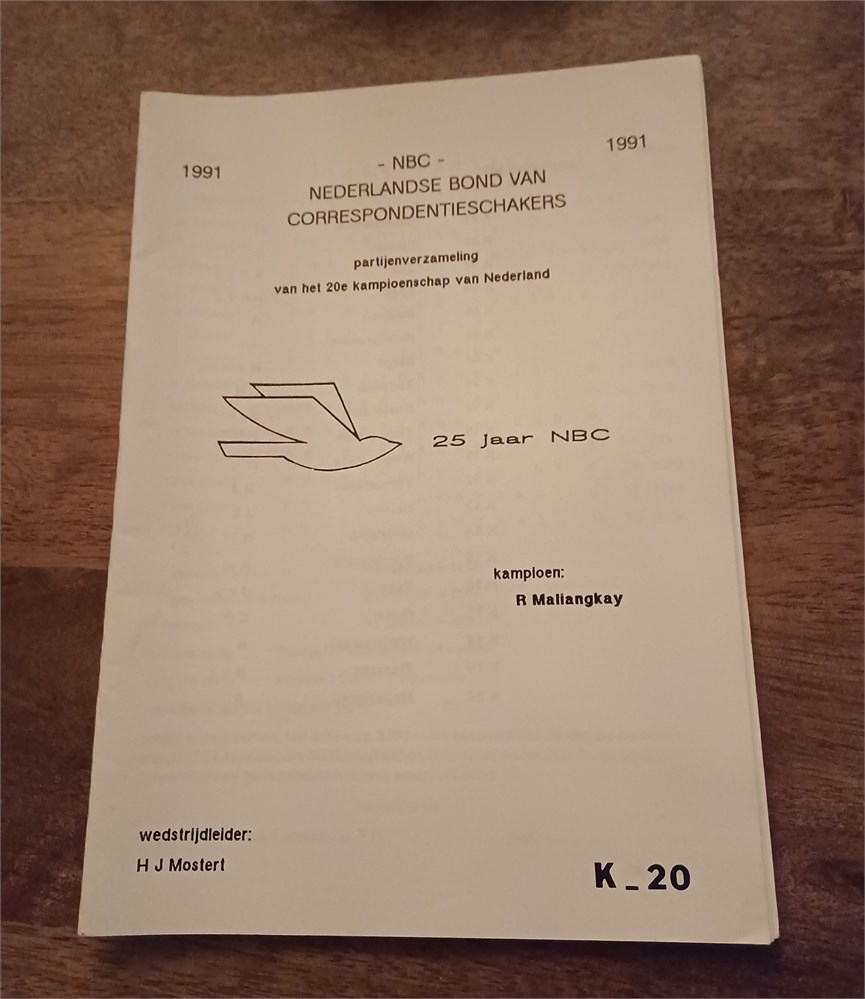 1991
1991
- NBC -
NEDERLANDSE BOND VAN
CORRESPONDENTIESCHAKERS
partijenverzameling
van het 20e kampioenschap van Nederland
25 Jaar NBC
kampioen:
R Maliangkay
wedstrijdleider:
H J Mostert
K_20